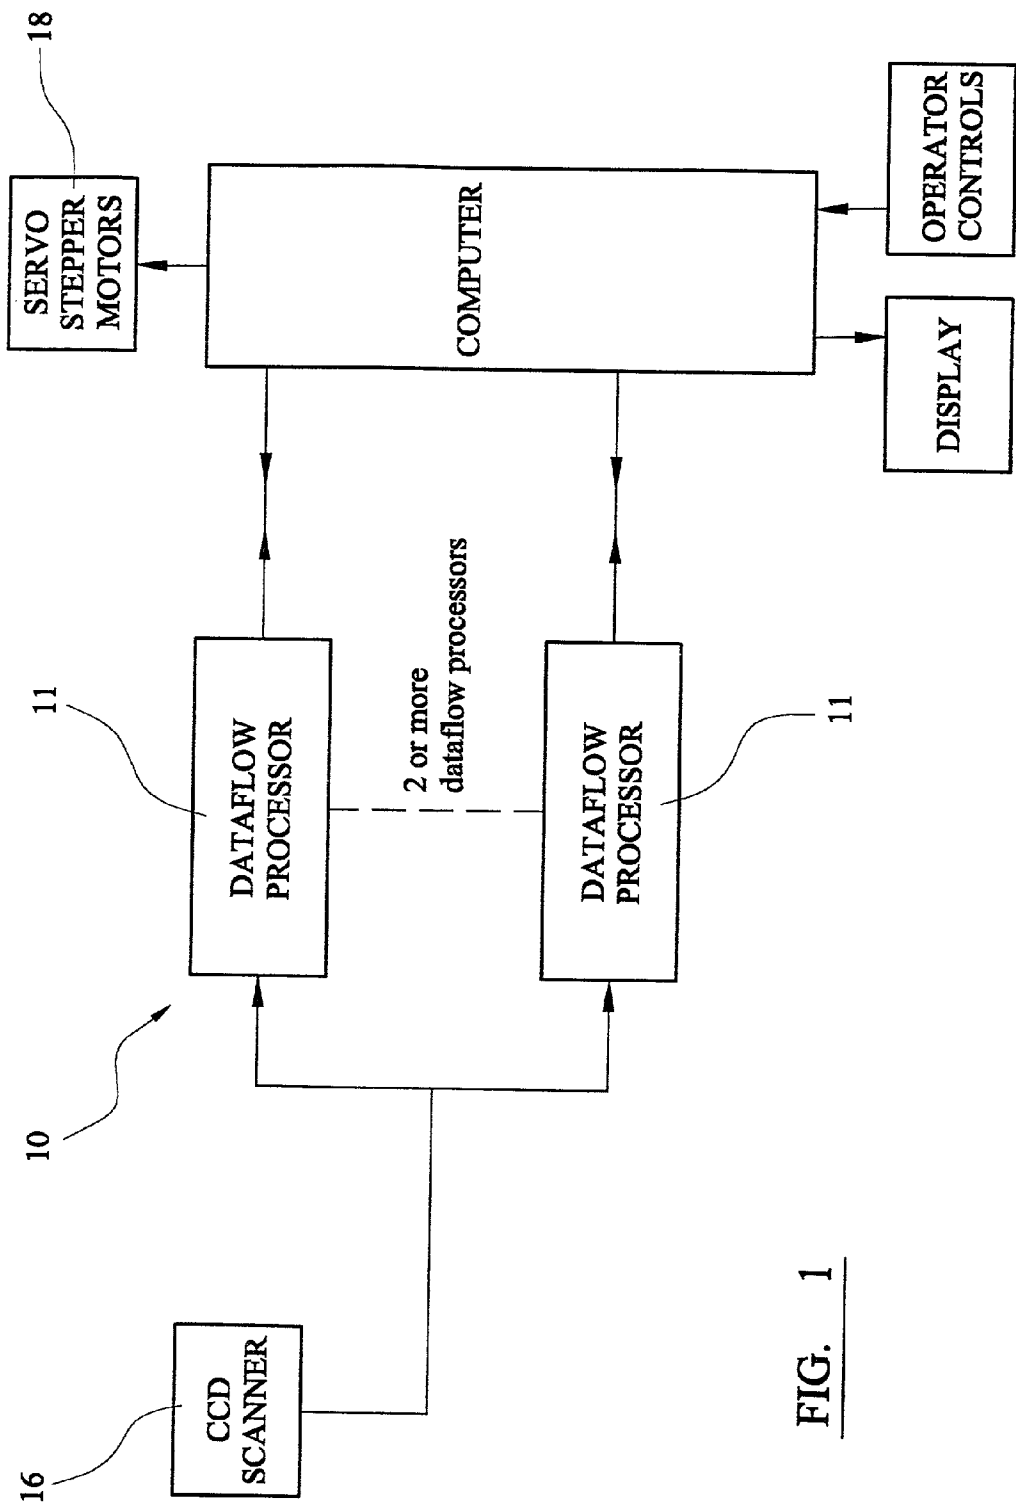 18
SERVO
STEPPER
MOTORS
COMPUTER
OPERATOR
CONTROLS
DISPLAY
11
DATAFLOW
PROCESSOR
2 or more
dataflow processors
DATAFLOW
PROCESSOR
11
10
16
CCD
SCANNER
FIG. 1